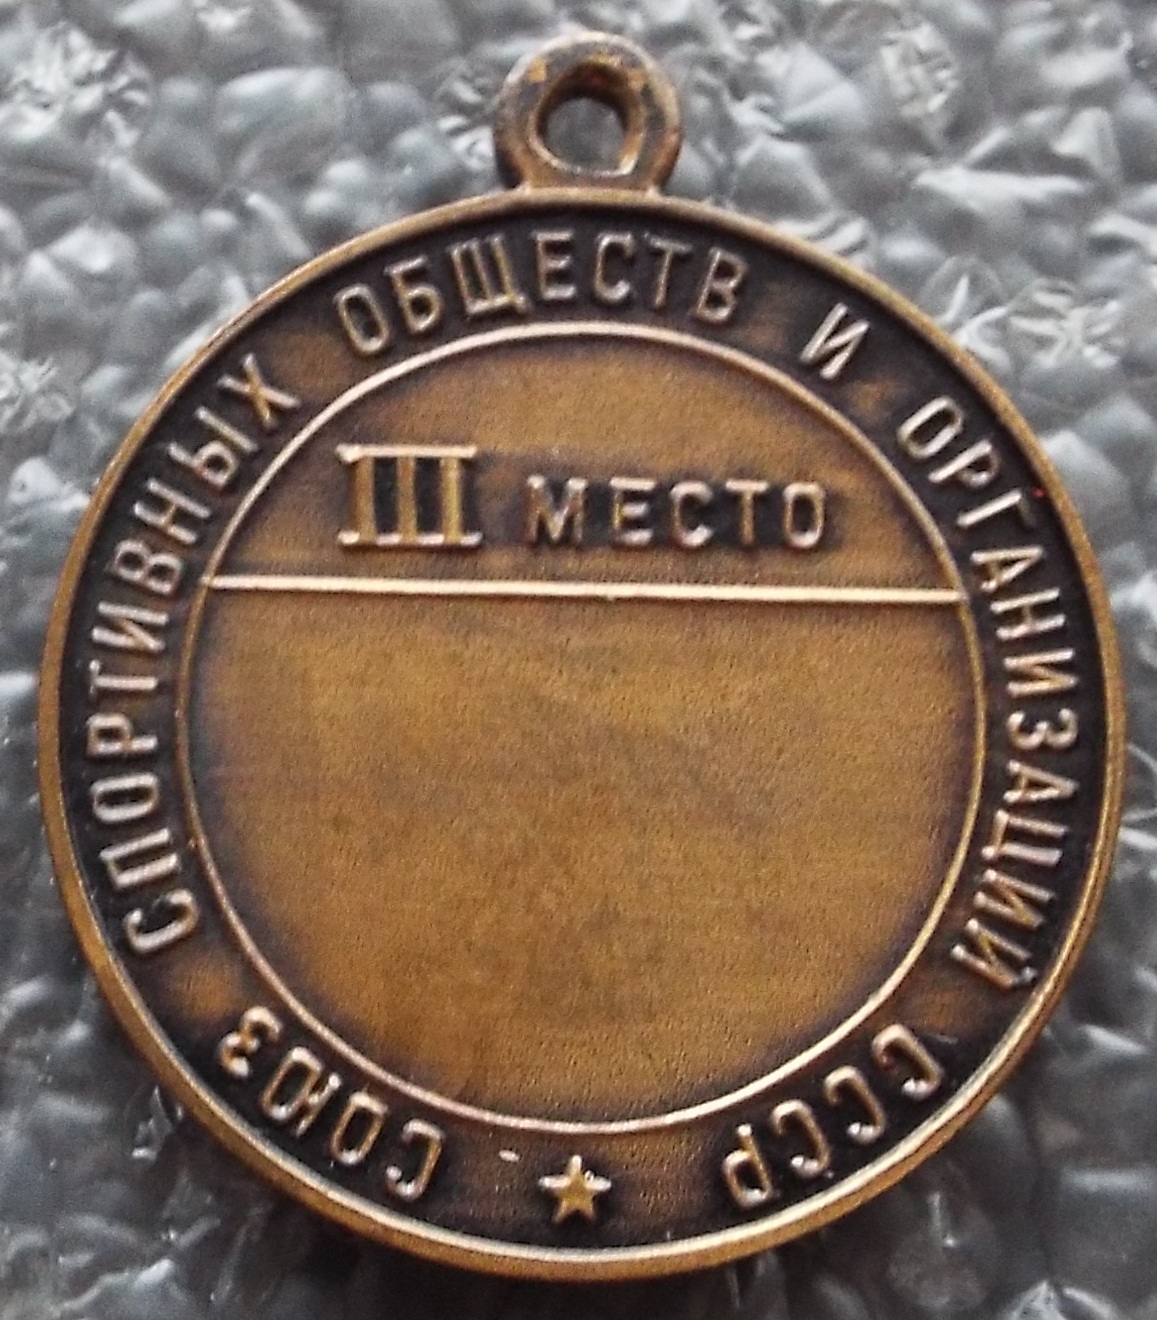 СОЮЗ СПОРТИВНЫХ ОБЩЕСТВ И ОРГАНИЗАЦИЙ СССР
III МЕСТО